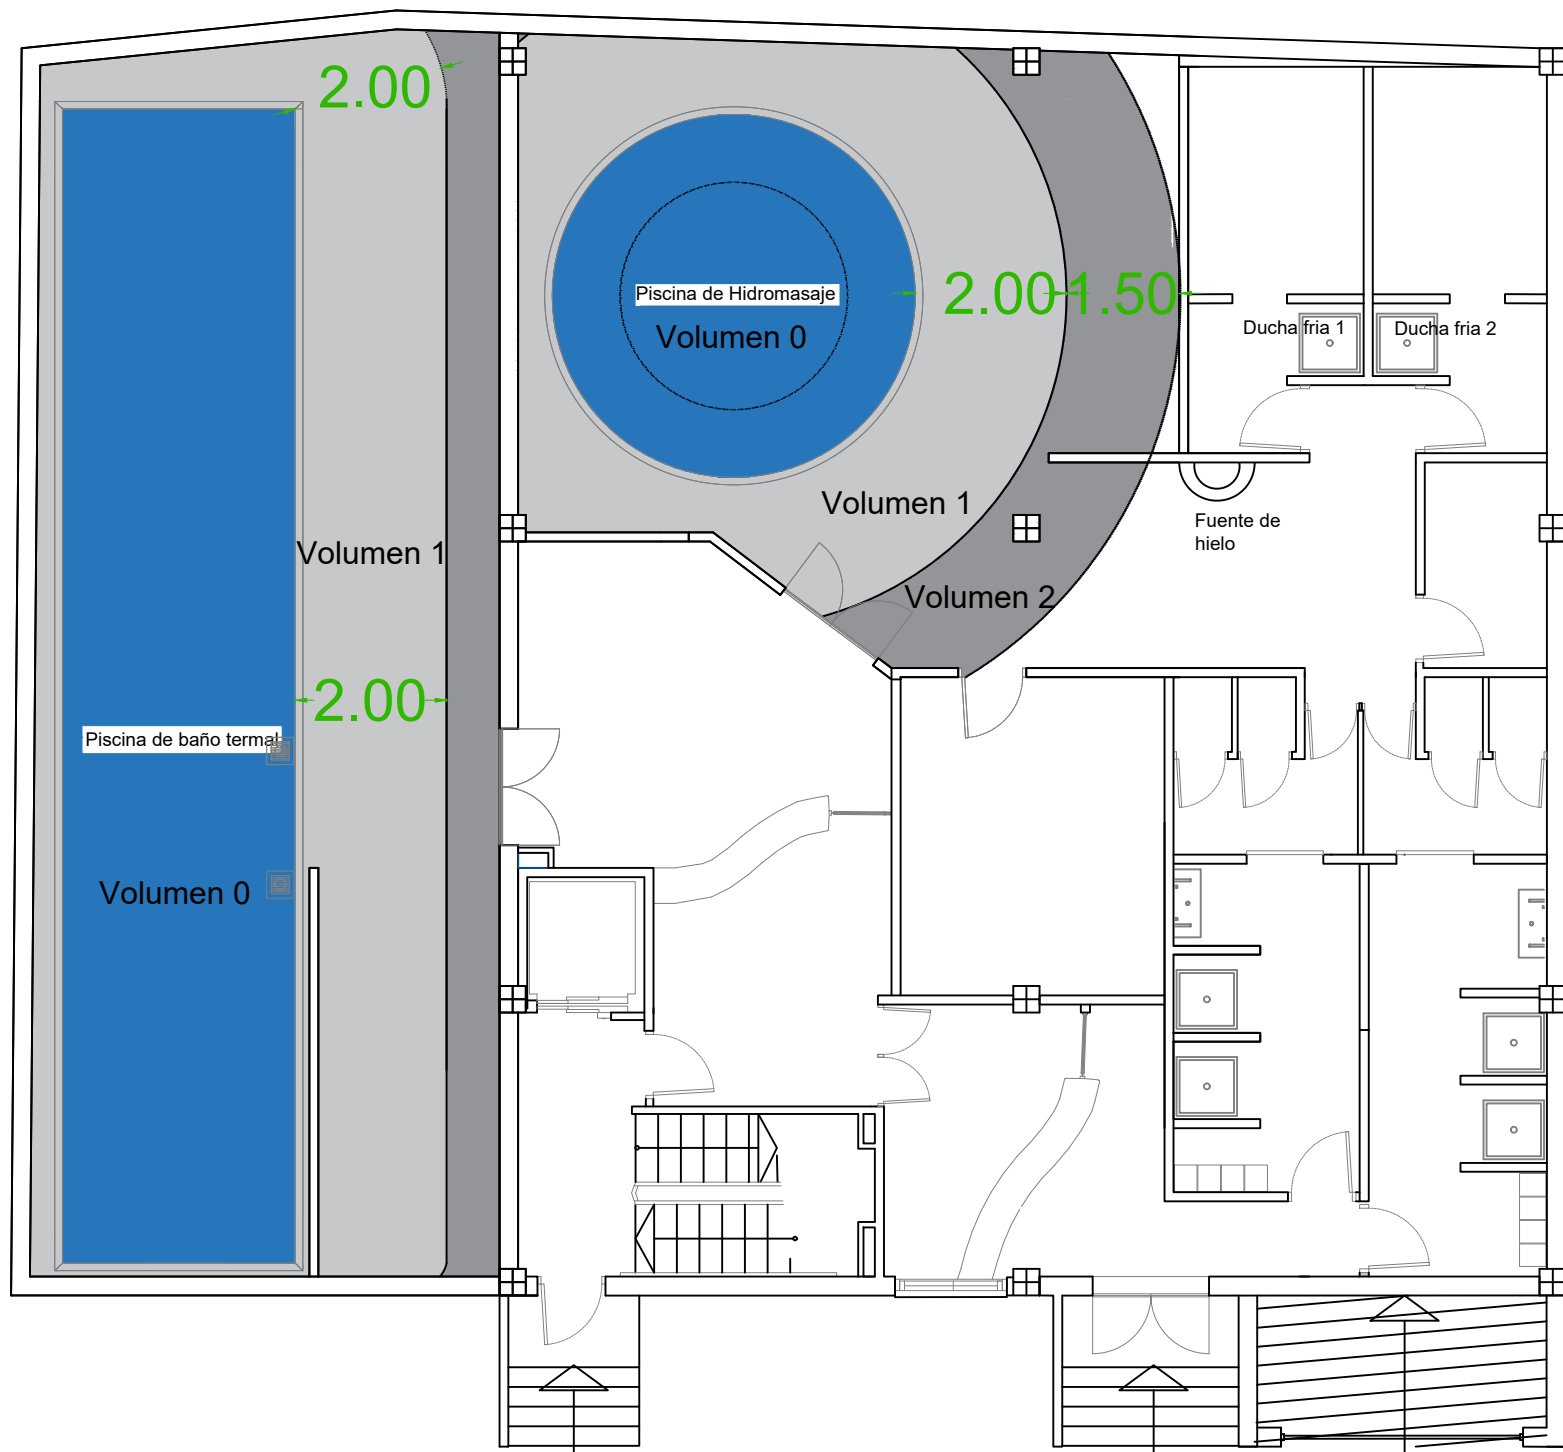 2.00
Piscina de Hidromasaje
2.00
1.50
Volumen 0
Ducha fria 1
Ducha fria 2
Volumen 1
Fuente de
hielo
Volumen 1
Volumen 2
2.00
Piscina de baño termal
Volumen 0